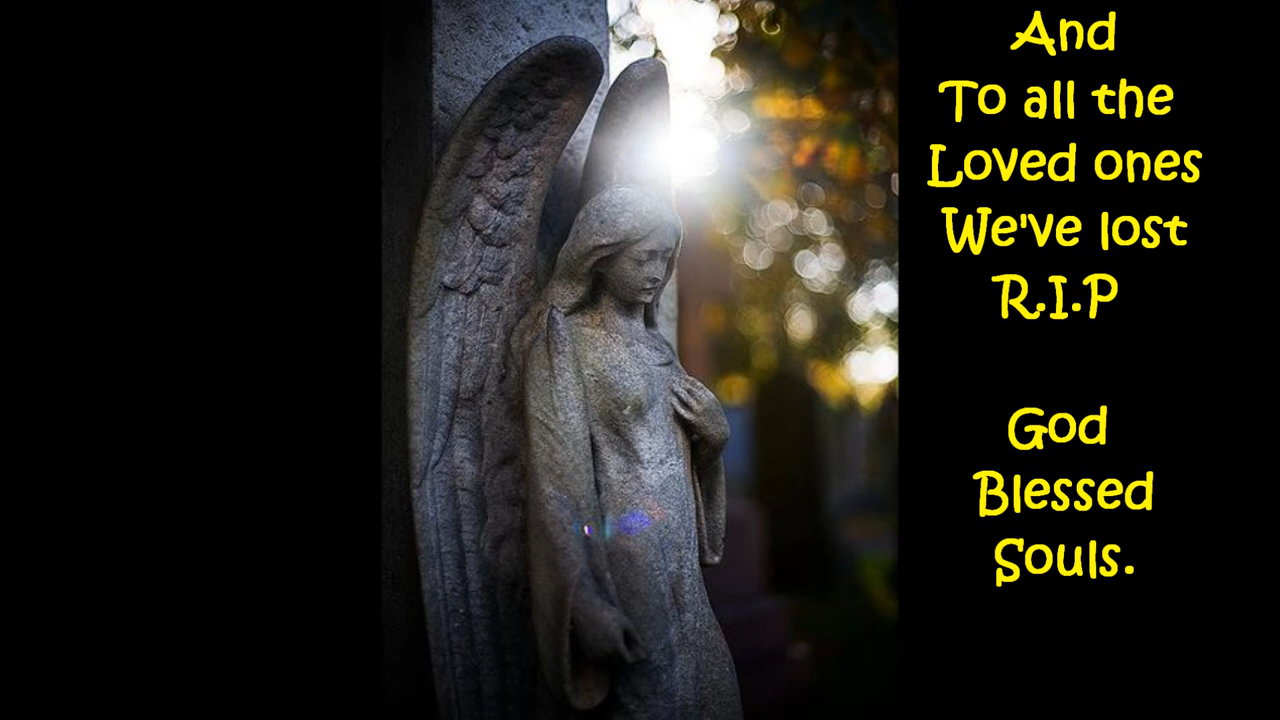 And
To all the
Loved ones
We've lost
R.I.P
God
Blessed
Souls.